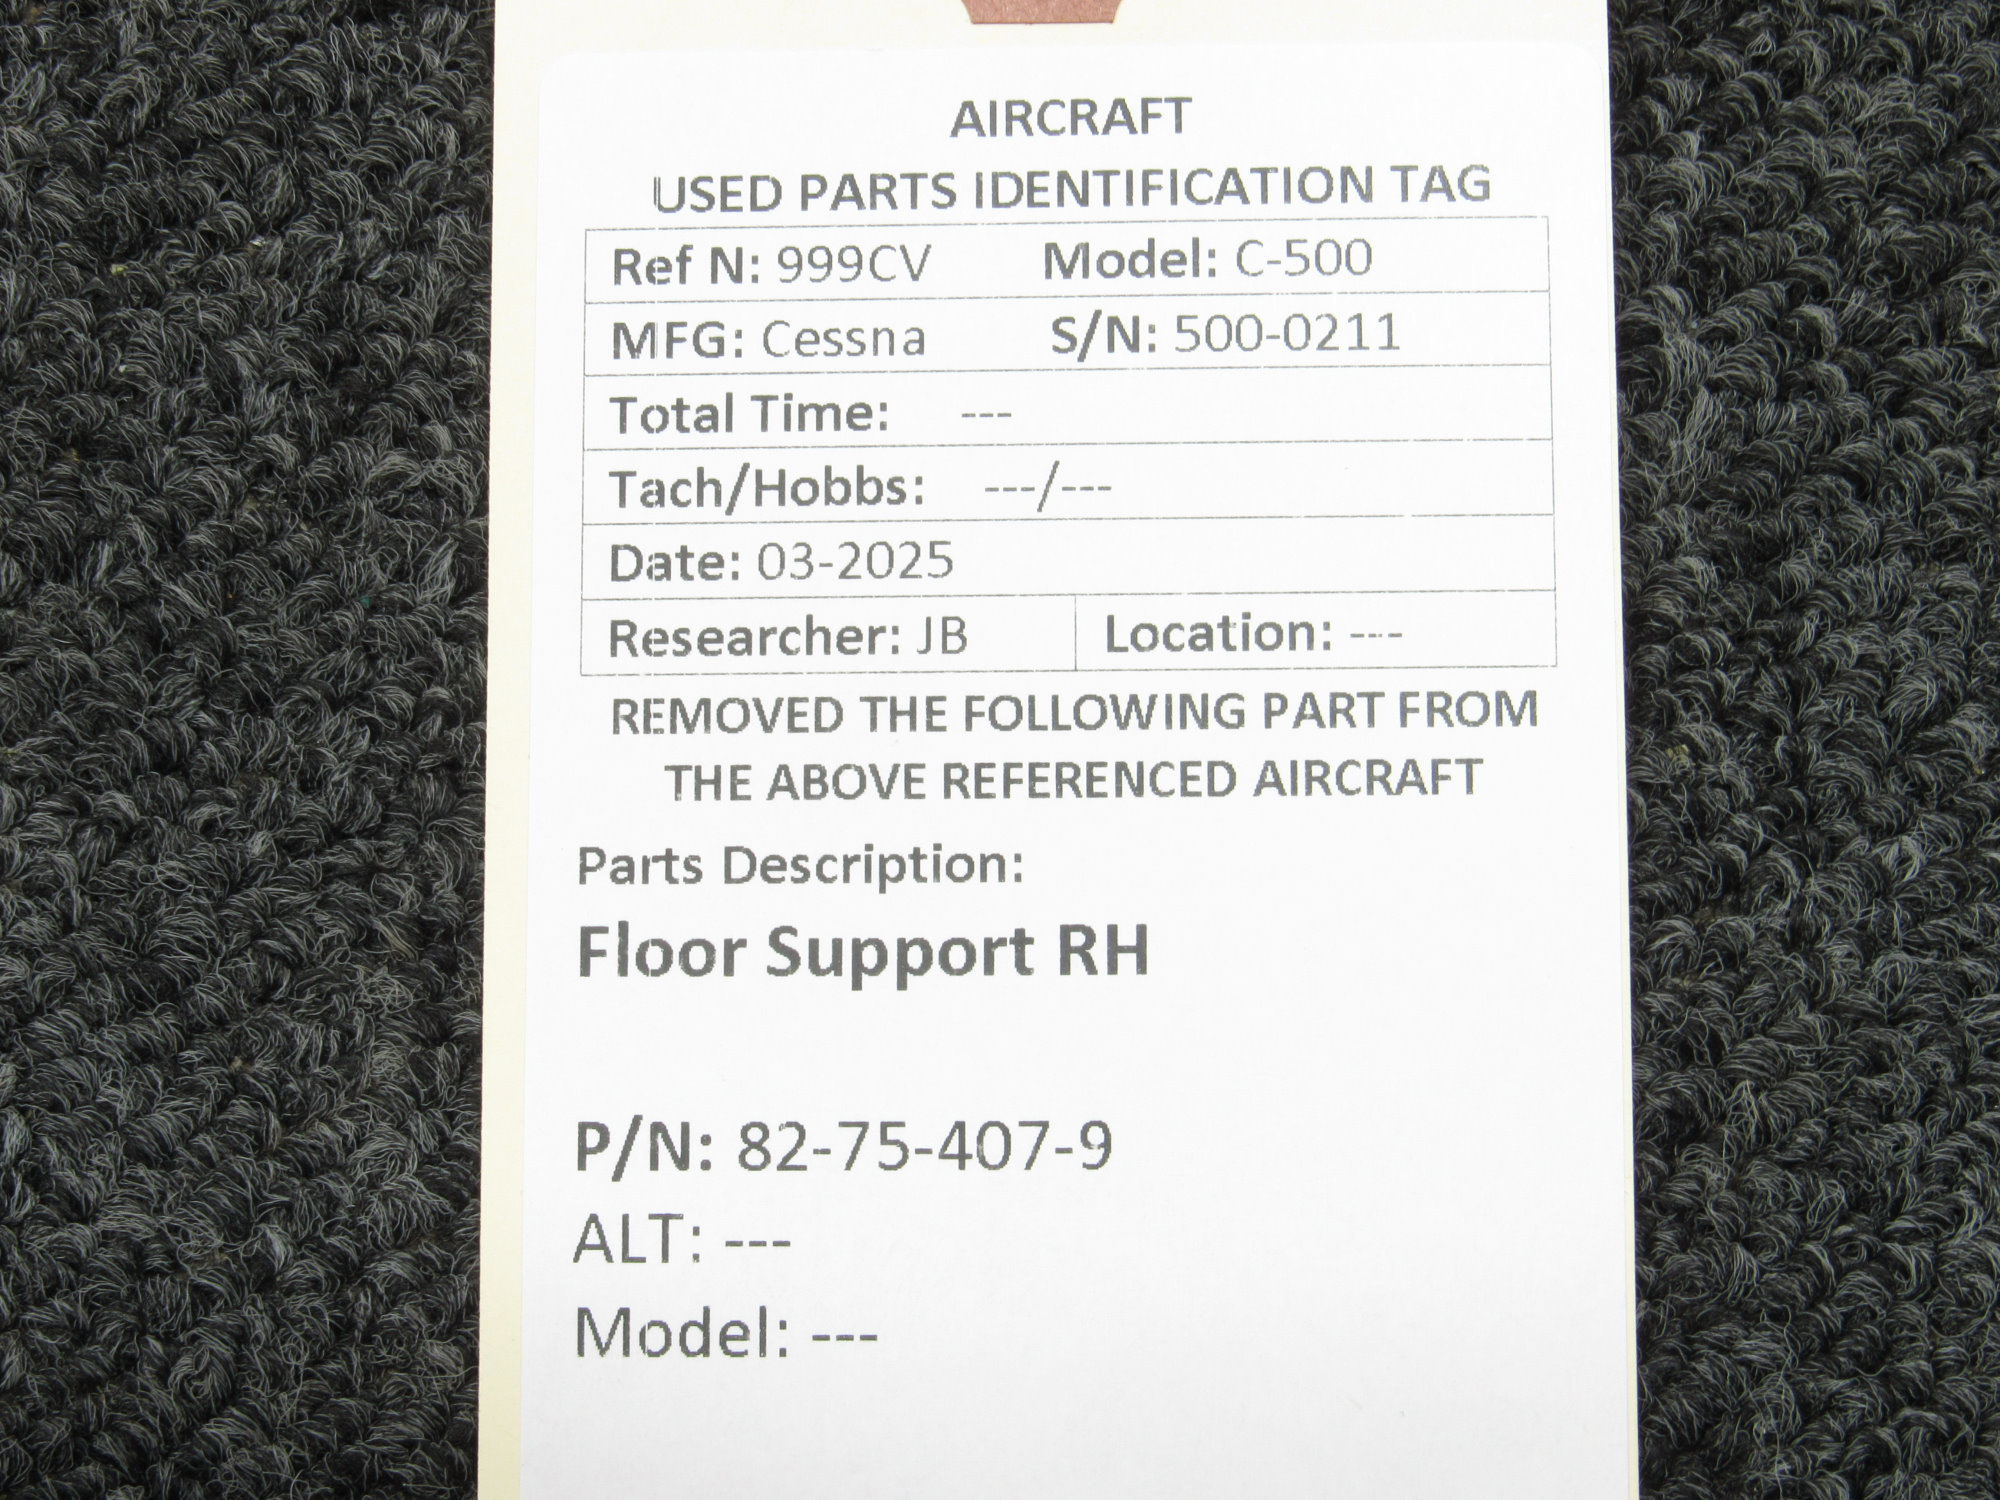 AIRCRAFT
USED PARTS IDENTIFICATION TAG
Ref N: 999CV Model: C-500
MFG: Cessna S/N: 500-0211
Total Time: ---
Tach/Hobbs: ---/---
Date: 03-2025
Researcher: JB Location: ---
REMOVED THE FOLLOWING PART FROM
THE ABOVE REFERENCED AIRCRAFT
Parts Description:
Floor Support RH
P/N: 82-75-407-9
ALT: ---
Model: ---